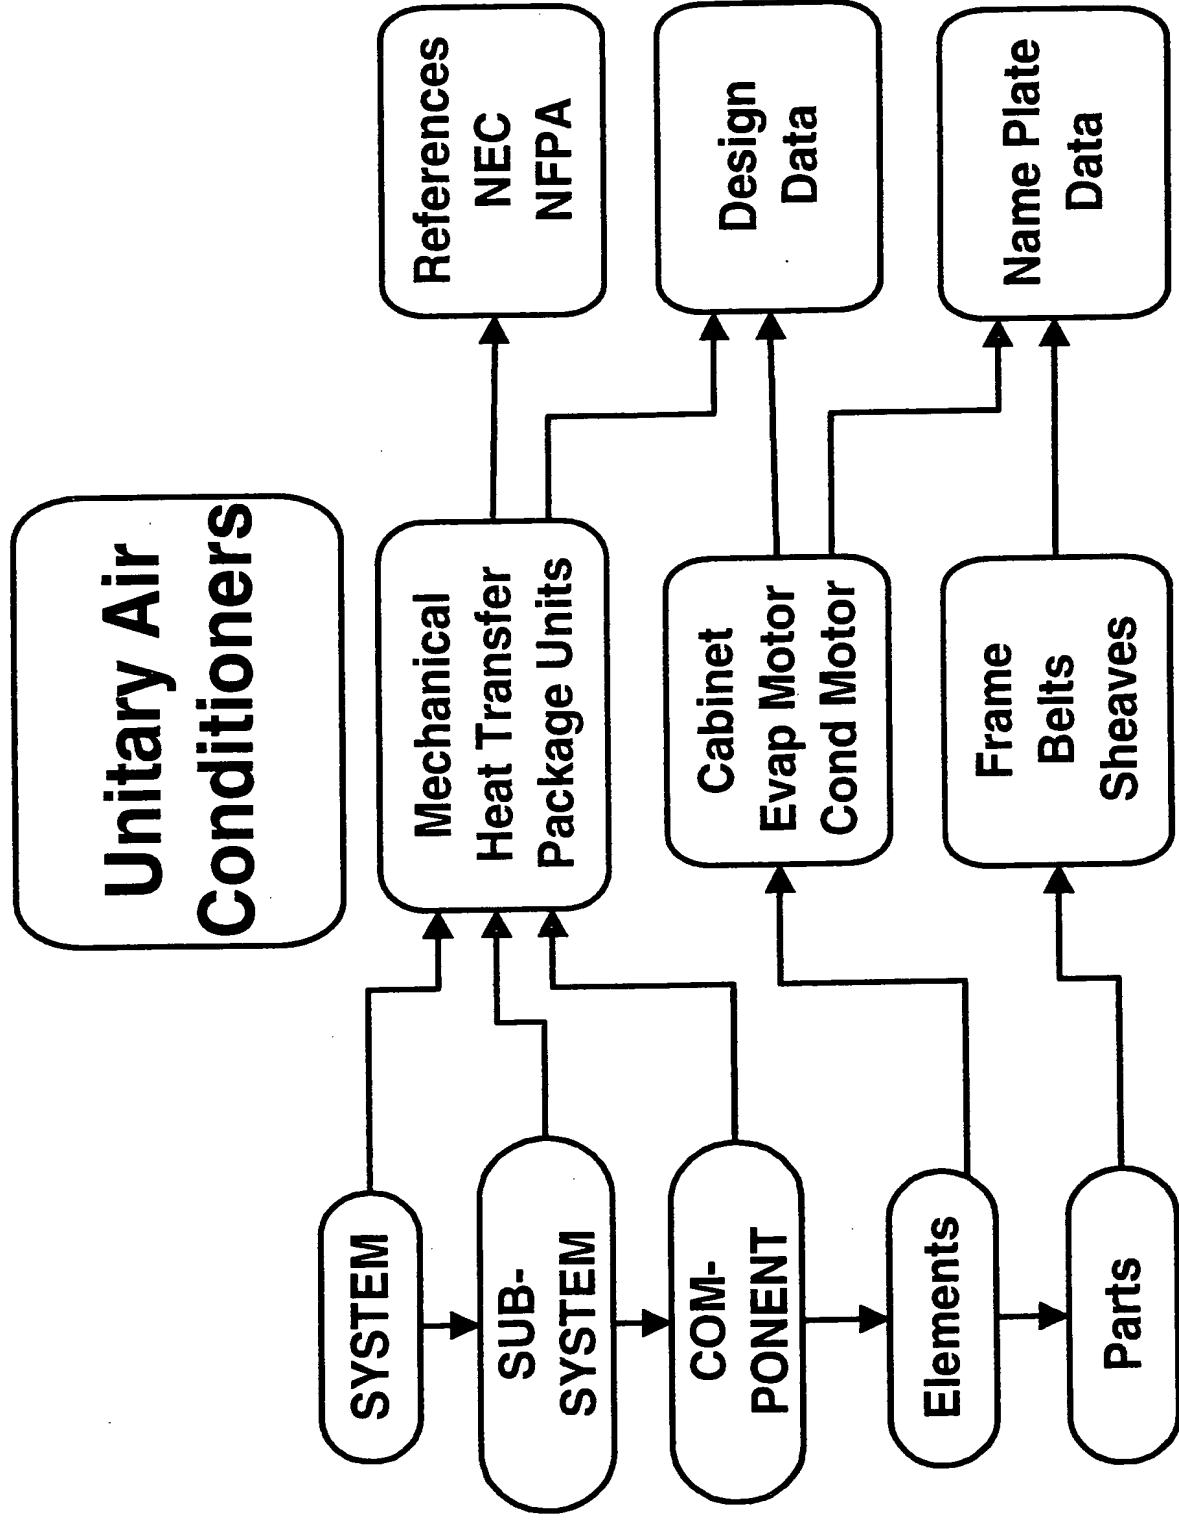 Unitary Air
Conditioners
SYSTEM
SUB-
SYSTEM
COM-
PONENT
Elements
Parts
Mechanical
Heat Transfer
Package Units
Cabinet
Evap Motor
Cond Motor
Frame
Belts
Sheaves
References
NEC
NFPA
Design
Data
Name Plate
Data